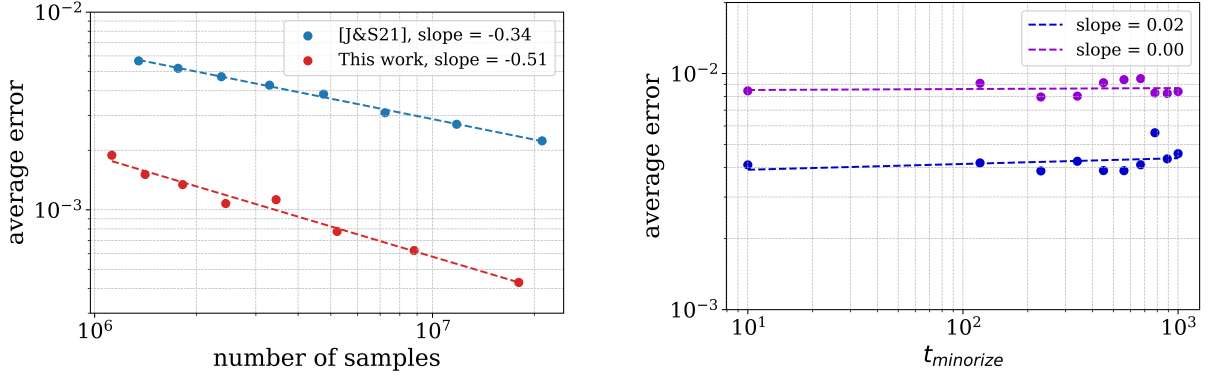 10⁻²
[J&S21], slope = -0.34
This work, slope = -0.51
average error
10⁻³
10⁶
10⁷
number of samples
slope = 0.02
slope = 0.00
10⁻²
average error
10⁻³
10¹
10²
10³
t_minorize